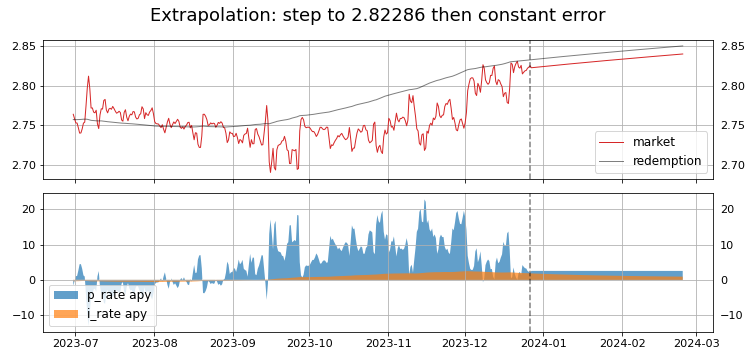 Extrapolation: step to 2.82286 then constant error
2.85 2.85
2.80 2.80
2.75 2.75
2.70 2.70
market
redemption
20 20
10 10
0 0
−10 −10
p_rate apy
i_rate apy
2023-07 2023-08 2023-09 2023-10 2023-11 2023-12 2024-01 2024-02 2024-03